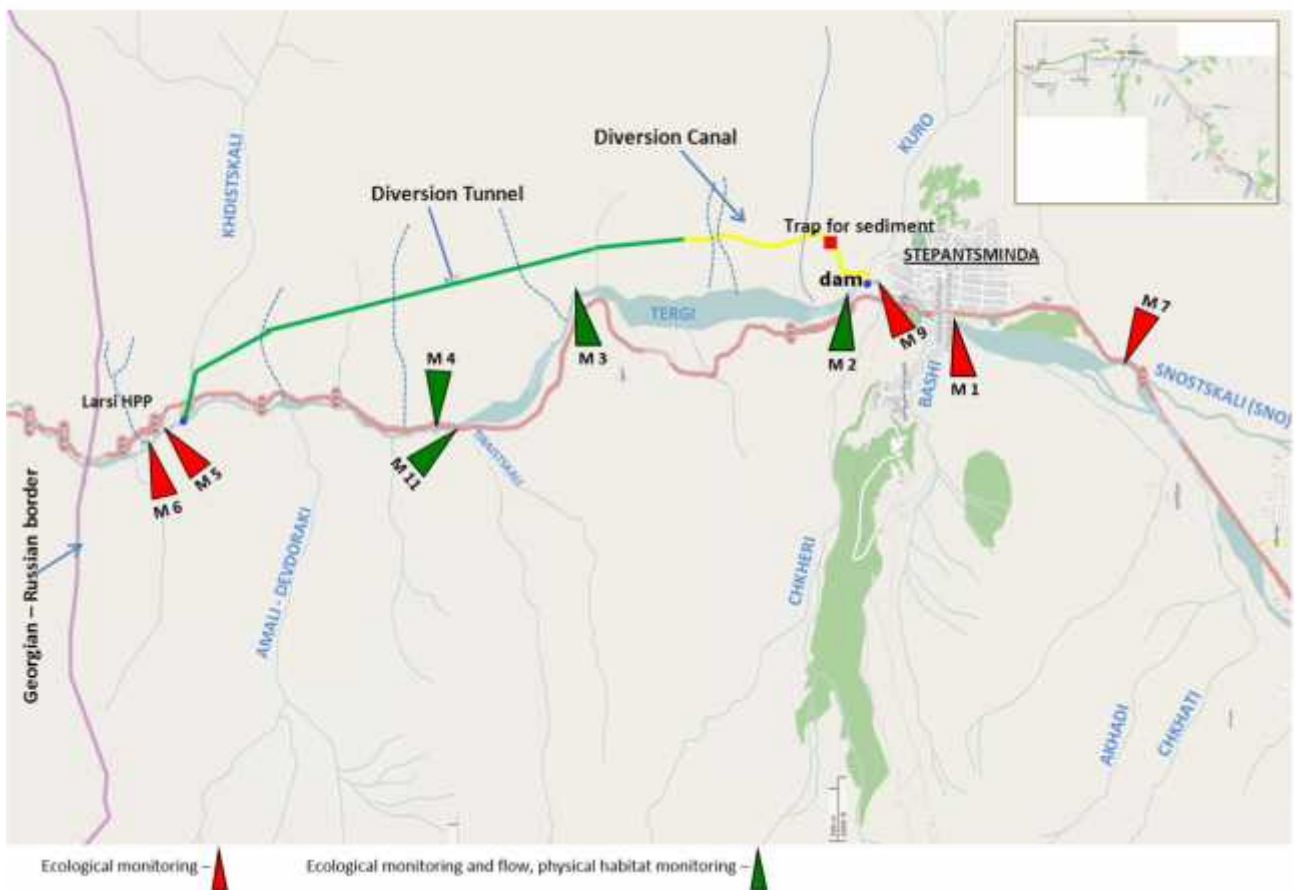 KURO
Diversion Canal
KHDISTSKALI
Diversion Tunnel
Trap for sediment
STEPANTSMINDA
dam
TERGI
M 7
M 9
M 3
M 2
M 4
M 1
BASHI
SNOSTSKALI (SNO)
Larsi HPP
M 11
M 5
M 6
Georgian – Russian border
AMALI - DEVDORAKI
CHKHERI
AKHADI
CHKHATI
Ecological monitoring –
Ecological monitoring and flow, physical habitat monitoring –